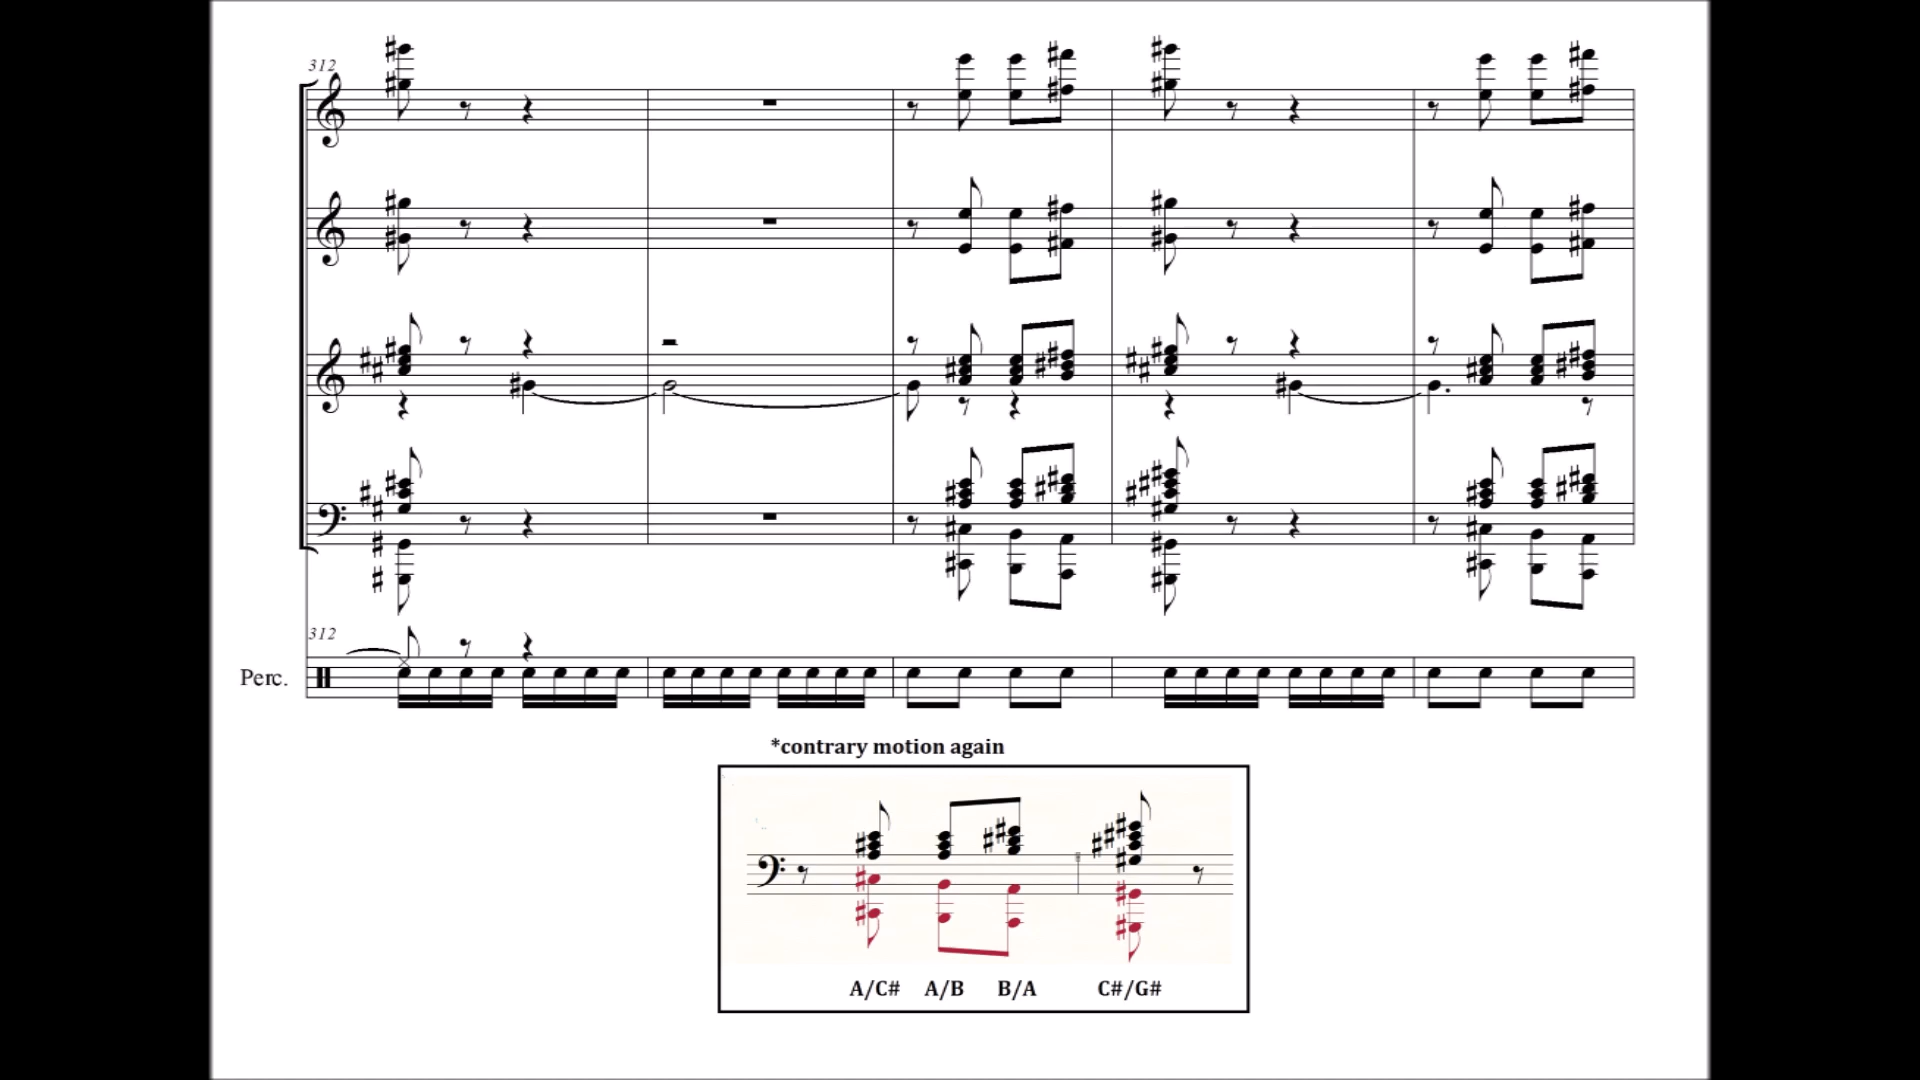 312
312
Perc.
*contrary motion again
A/C# A/B B/A C#/G#